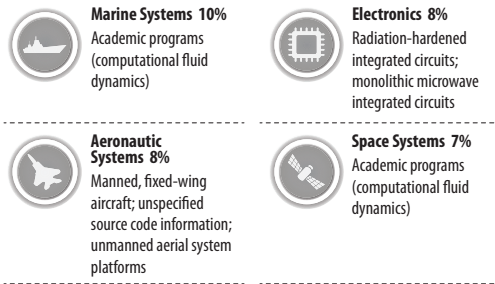 Marine Systems 10%
Academic programs
(computational fluid
dynamics)
Electronics 8%
Radiation-hardened
integrated circuits;
monolithic microwave
integrated circuits
Aeronautic
Systems 8%
Manned, fixed-wing
aircraft; unspecified
source code information;
unmanned aerial system
platforms
Space Systems 7%
Academic programs
(computational fluid
dynamics)